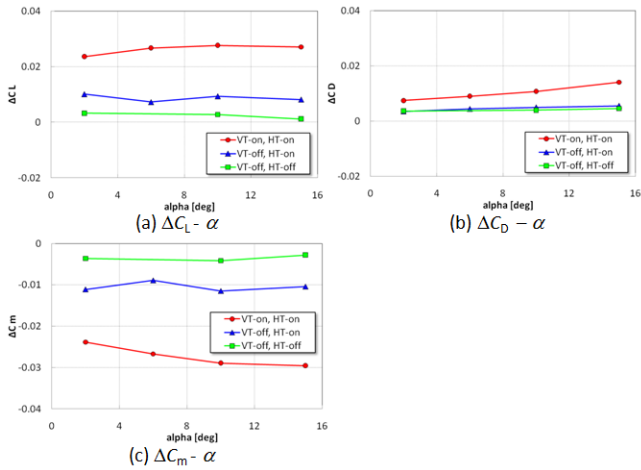 0.04
0.02
0
-0.02
ΔC L
0 4 8 12 16
alpha [deg]
VT-on, HT-on
VT-off, HT-on
VT-off, HT-off
(a) ΔCL - α
0.04
0.02
0
-0.02
ΔC D
0 4 8 12 16
alpha [deg]
VT-on, HT-on
VT-off, HT-on
VT-off, HT-off
(b) ΔCD – α
0
-0.01
-0.02
-0.03
-0.04
ΔC m
0 4 8 12 16
alpha [deg]
VT-on, HT-on
VT-off, HT-on
VT-off, HT-off
(c) ΔCm - α